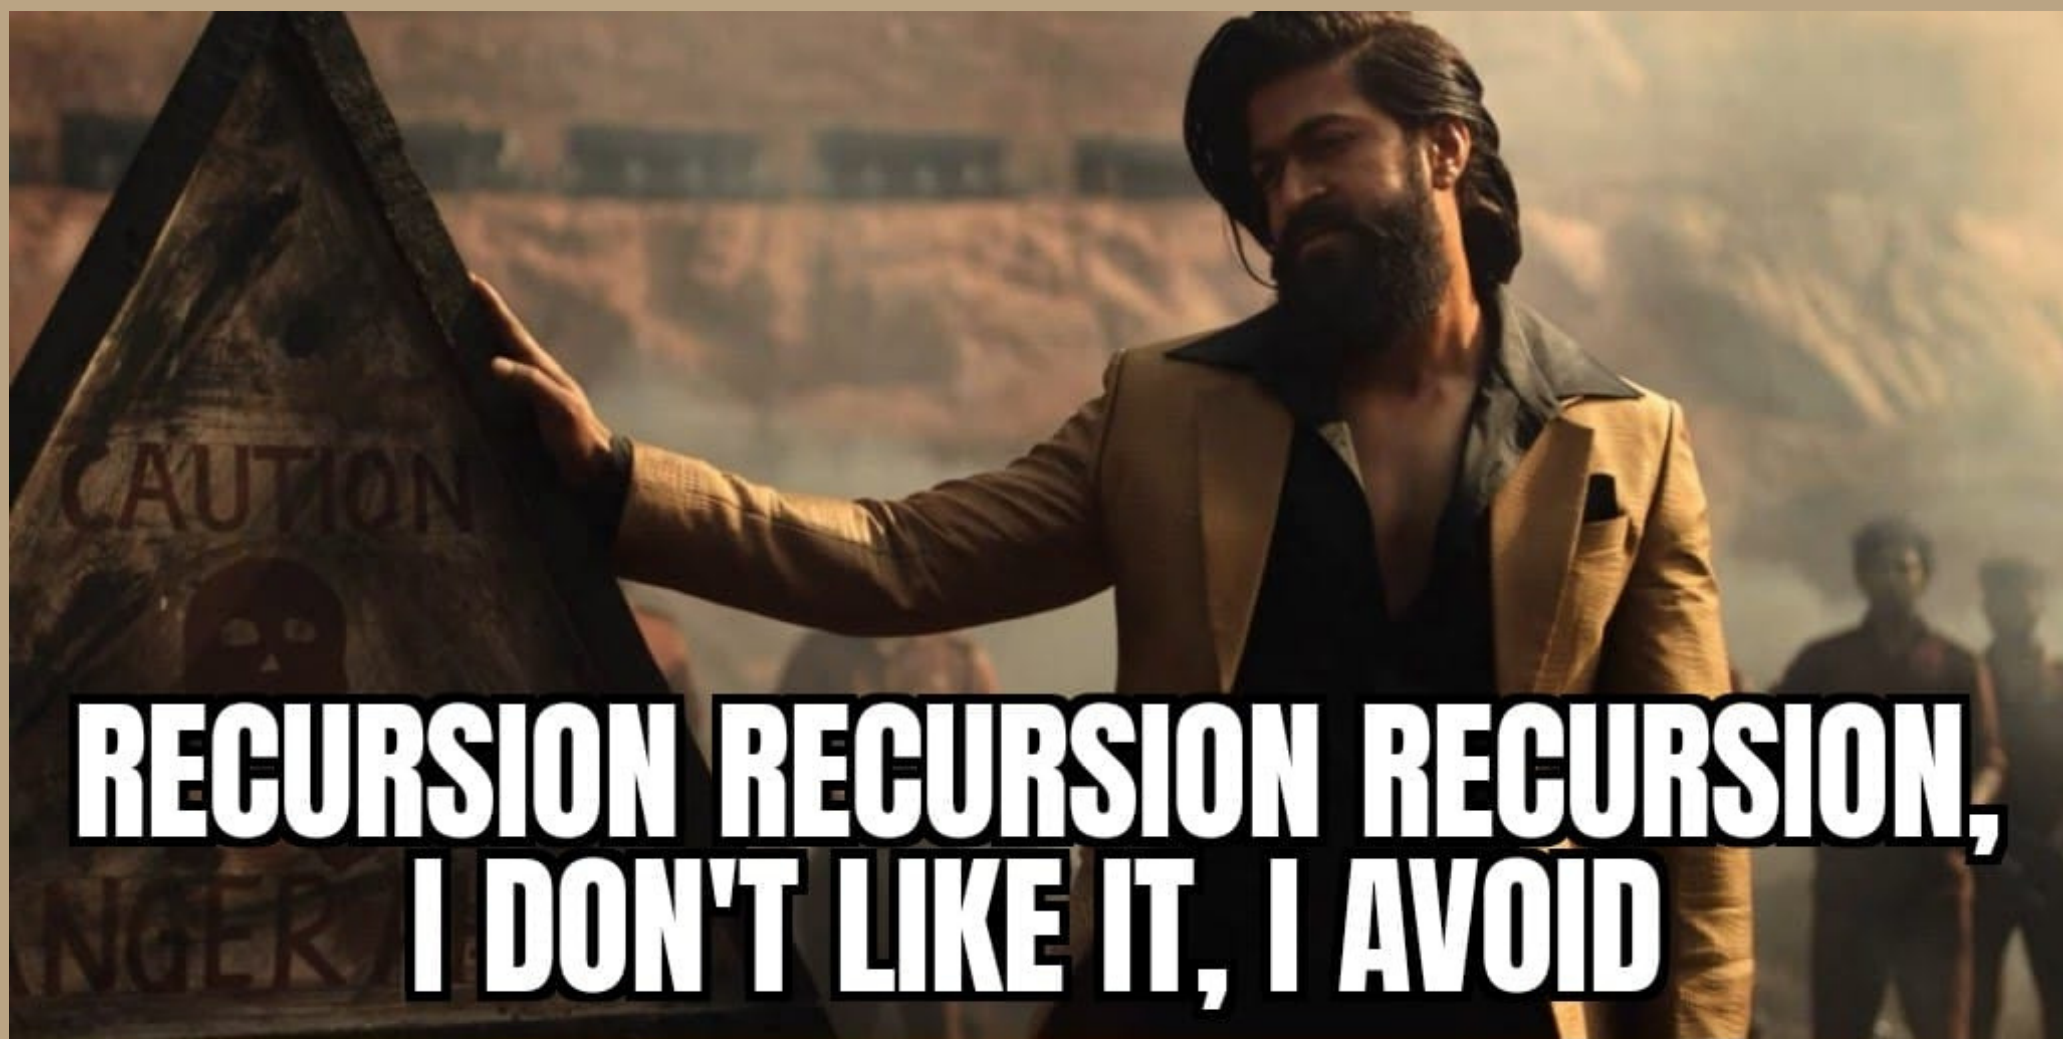 CAUTION
RECURSION RECURSION RECURSION,
I DON'T LIKE IT, I AVOID